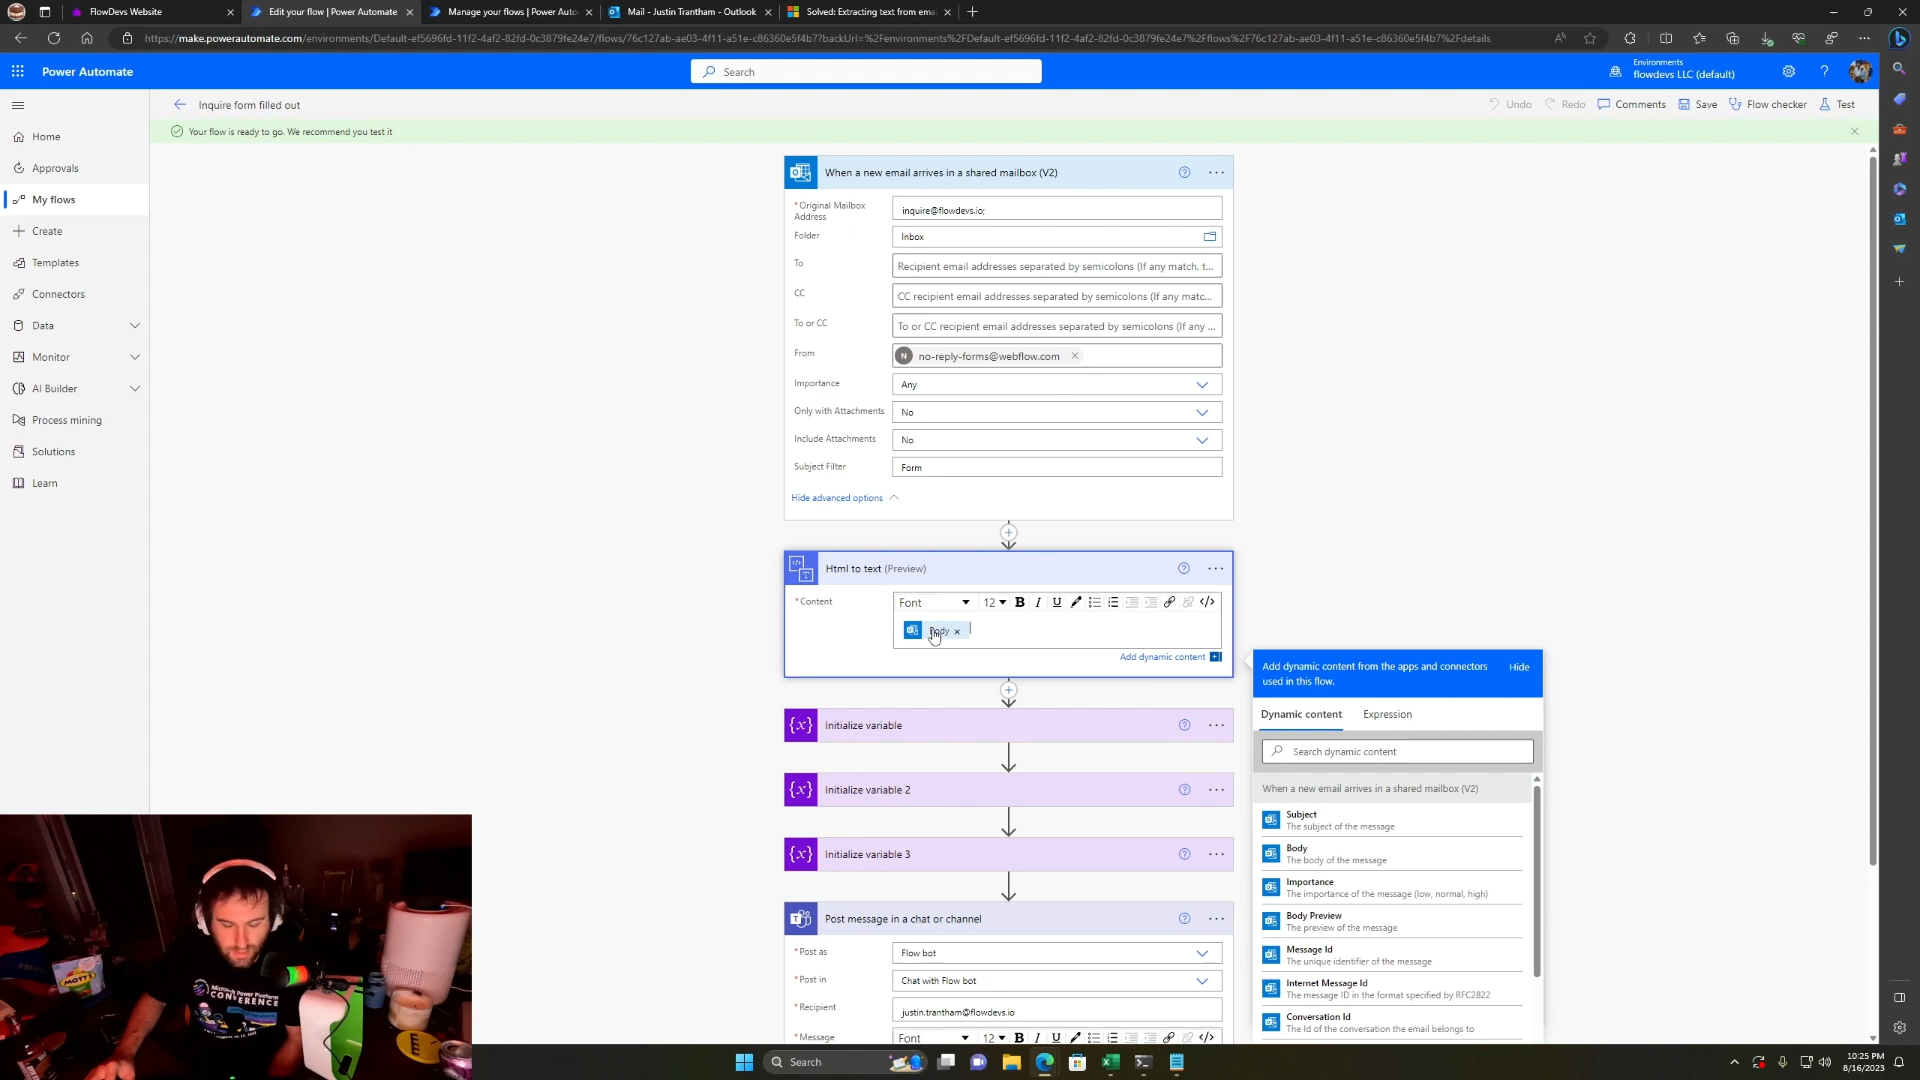 FlowDevs Website
Edit your flow | Power Automate
Manage your flows | Power Auto
Mail - Justin Trantham - Outlook
Solved: Extracting text from emai
https://make.powerautomate.com/environments/Default-ef5696fd-11f2-4af2-82fd-0c3879fe24e7/flows/76c127ab-ae03-4f11-a51e-c86360e5f4b7?backUrl=%2Fenvironments%2FDefault-ef5696fd-11f2-4af2-82fd-0c3879fe24e7%2Fflows%2F76c127ab-ae03-4f11-a51e-c86360e5f4b7%2Fdetails
Power Automate
Search
Environments
flowdevs LLC (default)
Inquire form filled out
Undo
Redo
Comments
Save
Flow checker
Test
Your flow is ready to go. We recommend you test it
Home
Approvals
My flows
Create
Templates
Connectors
Data
Monitor
AI Builder
Process mining
Solutions
Learn
When a new email arrives in a shared mailbox (V2)
*Original Mailbox
Address
inquire@flowdevs.io;
Folder
Inbox
To
Recipient email addresses separated by semicolons (If any match, t...
CC
CC recipient email addresses separated by semicolons (If any matc...
To or CC
To or CC recipient email addresses separated by semicolons (If any ...
From
N
no-reply-forms@webflow.com
Importance
Any
Only with Attachments
No
Include Attachments
No
Subject Filter
Form
Hide advanced options
Html to text (Preview)
*Content
Font
12
B I U
Body
Add dynamic content
Initialize variable
Initialize variable 2
Initialize variable 3
Post message in a chat or channel
*Post as
Flow bot
*Post in
Chat with Flow bot
*Recipient
justin.trantham@flowdevs.io
*Message
Font
12
B I U
Add dynamic content from the apps and connectors
used in this flow.
Hide
Dynamic content
Expression
Search dynamic content
When a new email arrives in a shared mailbox (V2)
Subject
The subject of the message
Body
The body of the message
Importance
The importance of the message (low, normal, high)
Body Preview
The preview of the message
Message Id
The unique identifier of the message
Internet Message Id
The message ID in the format specified by RFC2822
Conversation Id
The Id of the conversation the email belongs to
MOTT'S
Microsoft Power Platform
CONFERENCE
Search
10:25 PM
8/16/2023